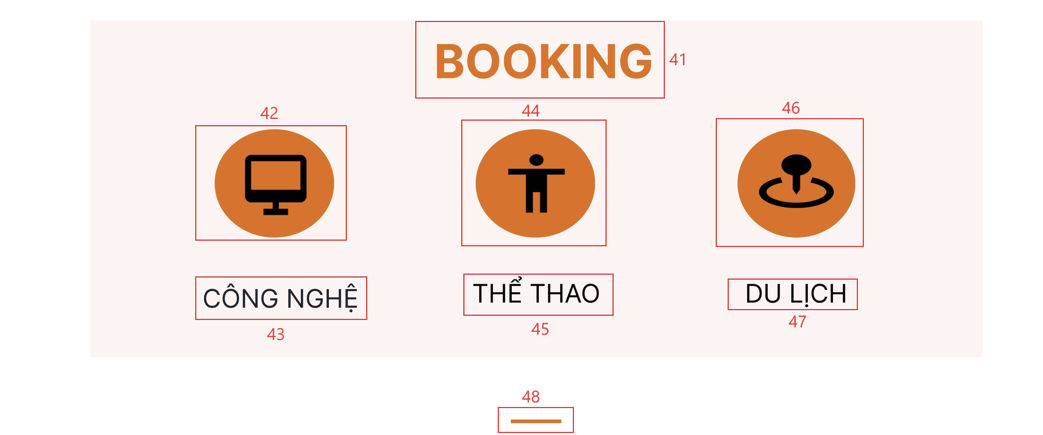 BOOKING
41
42
44
46
CÔNG NGHỆ
THỂ THAO
DU LỊCH
43
45
47
48